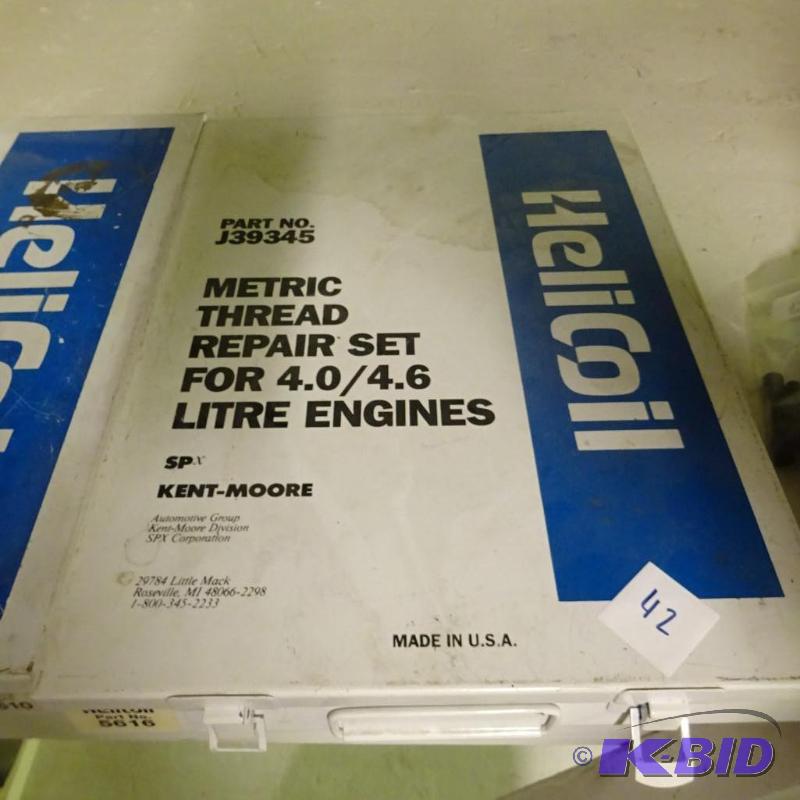 PART NO.
J39345
METRIC
THREAD
REPAIR SET
FOR 4.0/4.6
LITRE ENGINES
SPX
KENT-MOORE
Automotive Group
Kent-Moore Division
SPX Corporation
29784 Little Mack
Roseville, MI 48066-2298
1-800-345-2233
MADE IN U.S.A.
HeliCoil
HeliCoil
42
HeliCoil
Part No.
5616
© K-BID